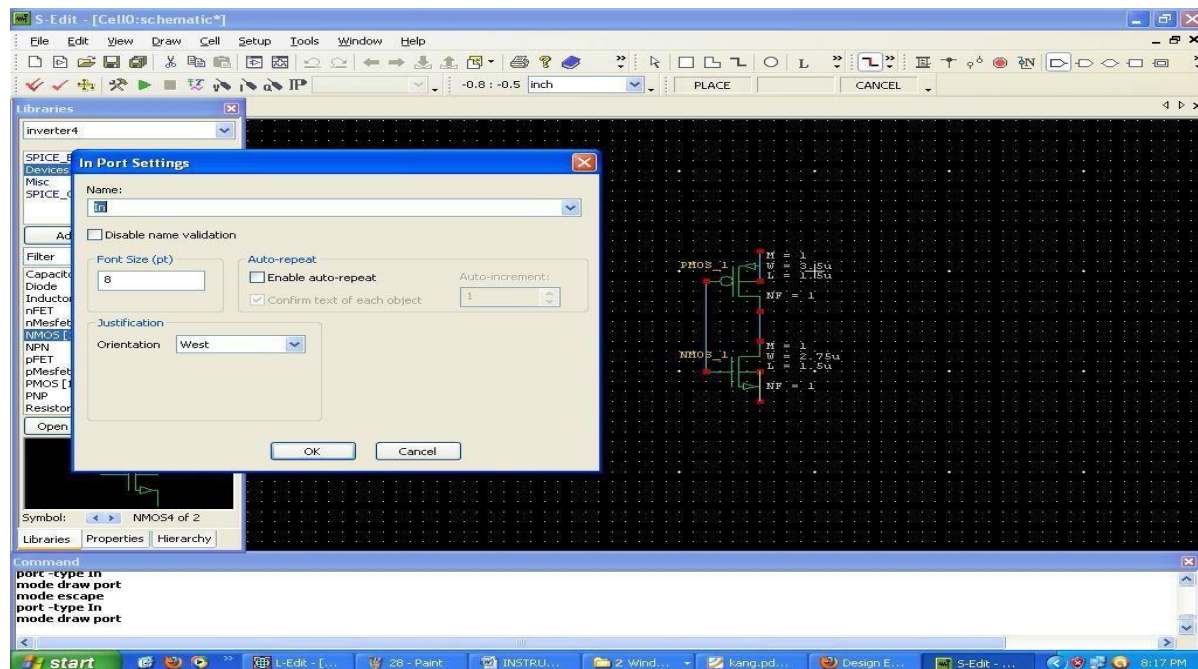 S-Edit - [Cell0:schematic*]
File Edit View Draw Cell Setup Tools Window Help
-0.8 : -0.5 inch PLACE CANCEL
Libraries
inverter4
SPICE_
Devices
Misc
SPICE_
Ad
Filter
Capacit
Diode
Inducto
nFET
nMesfet
NMOS [
NPN
pFET
pMesfet
PMOS [1
PNP
Resistor
Open
Symbol: NMOS4 of 2
Libraries Properties Hierarchy
In Port Settings
Name:
In
Disable name validation
Font Size (pt)
8
Auto-repeat
Enable auto-repeat
Confirm text of each object
Auto-increment:
1
Justification
Orientation West
OK Cancel
PMOS_1
M = 1
W = 3.5u
L = 1.5u
NF = 1
NMOS_1
M = 1
W = 2.75u
L = 1.5u
NF = 1
Command
port -type In
mode draw port
mode escape
port -type In
mode draw port
start L-Edit - [... 28 - Paint INSTRU... 2 Wind... kang.pd... Design E... S-Edit - ... 8:17 PM